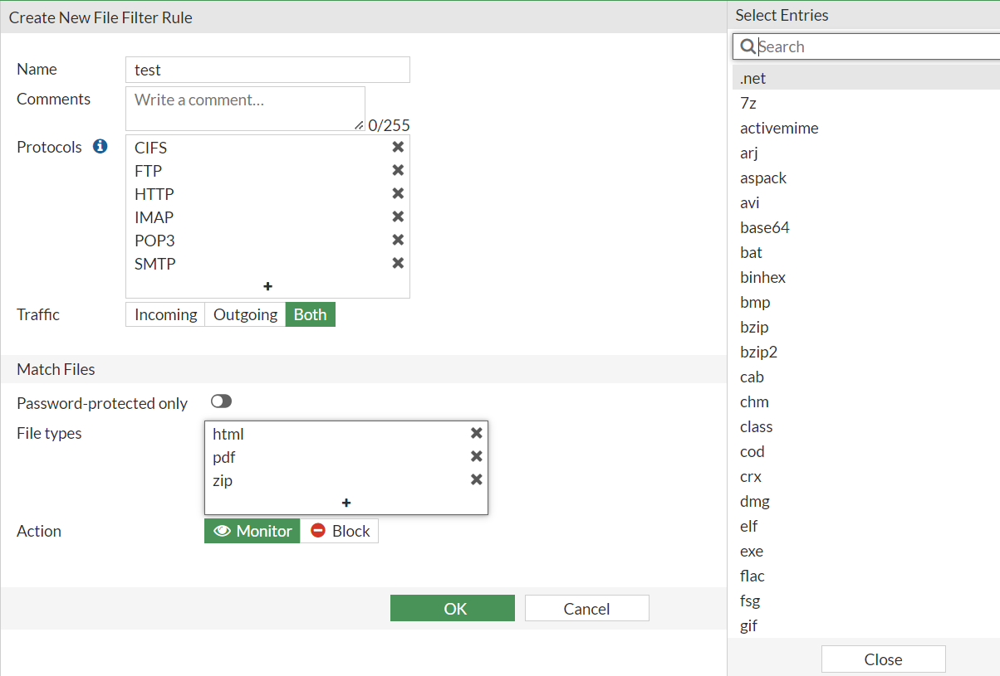 Create New File Filter Rule
Name
test
Comments
Write a comment...
0/255
Protocols
CIFS
FTP
HTTP
IMAP
POP3
SMTP
+
Traffic
Incoming
Outgoing
Both
Match Files
Password-protected only
File types
html
pdf
zip
+
Action
Monitor
Block
OK
Cancel
Select Entries
Search
.net
7z
activemime
arj
aspack
avi
base64
bat
binhex
bmp
bzip
bzip2
cab
chm
class
cod
crx
dmg
elf
exe
flac
fsg
gif
Close